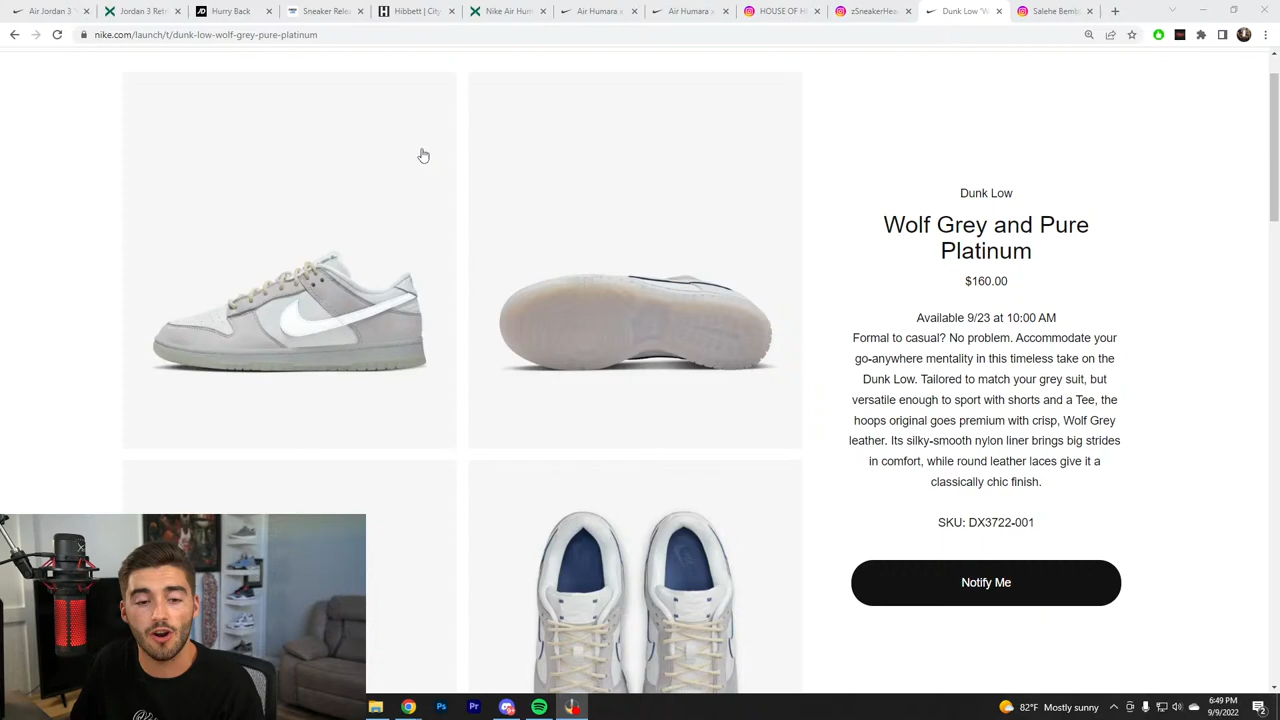 Air Jordan 3 'V
Jordan 3 Retro
JD
Hurry Back
Sneaker Relea
H
Hibbett | City
Nike Air Hum
Air Humara x
Air Humara x
HOUSE OF H
zSneakerHea
Dunk Low 'W
Salehe Bemb
nike.com/launch/t/dunk-low-wolf-grey-pure-platinum
Dunk Low
Wolf Grey and Pure
Platinum
$160.00
Available 9/23 at 10:00 AM
Formal to casual? No problem. Accommodate your
go-anywhere mentality in this timeless take on the
Dunk Low. Tailored to match your grey suit, but
versatile enough to sport with shorts and a Tee, the
hoops original goes premium with crisp, Wolf Grey
leather. Its silky-smooth nylon liner brings big strides
in comfort, while round leather laces give it a
classically chic finish.
SKU: DX3722-001
Notify Me
Ps
Pr
82°F Mostly sunny
6:49 PM
9/9/2022
2